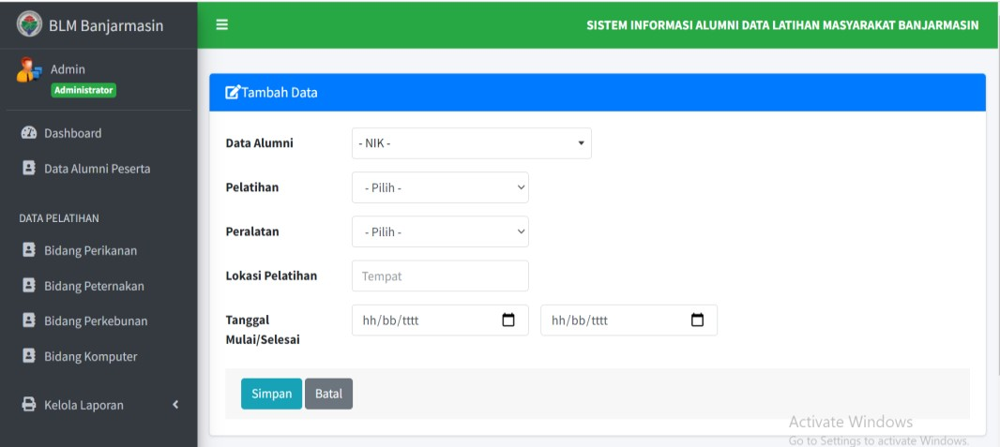 BLM Banjarmasin
SISTEM INFORMASI ALUMNI DATA LATIHAN MASYARAKAT BANJARMASIN
Admin
Administrator
Dashboard
Data Alumni Peserta
DATA PELATIHAN
Bidang Perikanan
Bidang Peternakan
Bidang Perkebunan
Bidang Komputer
Kelola Laporan
Tambah Data
Data Alumni - NIK -
Pelatihan - Pilih -
Peralatan - Pilih -
Lokasi Pelatihan Tempat
Tanggal hh/bb/tttt hh/bb/tttt
Mulai/Selesai
Simpan Batal
Activate Windows
Go to Settings to activate Windows.